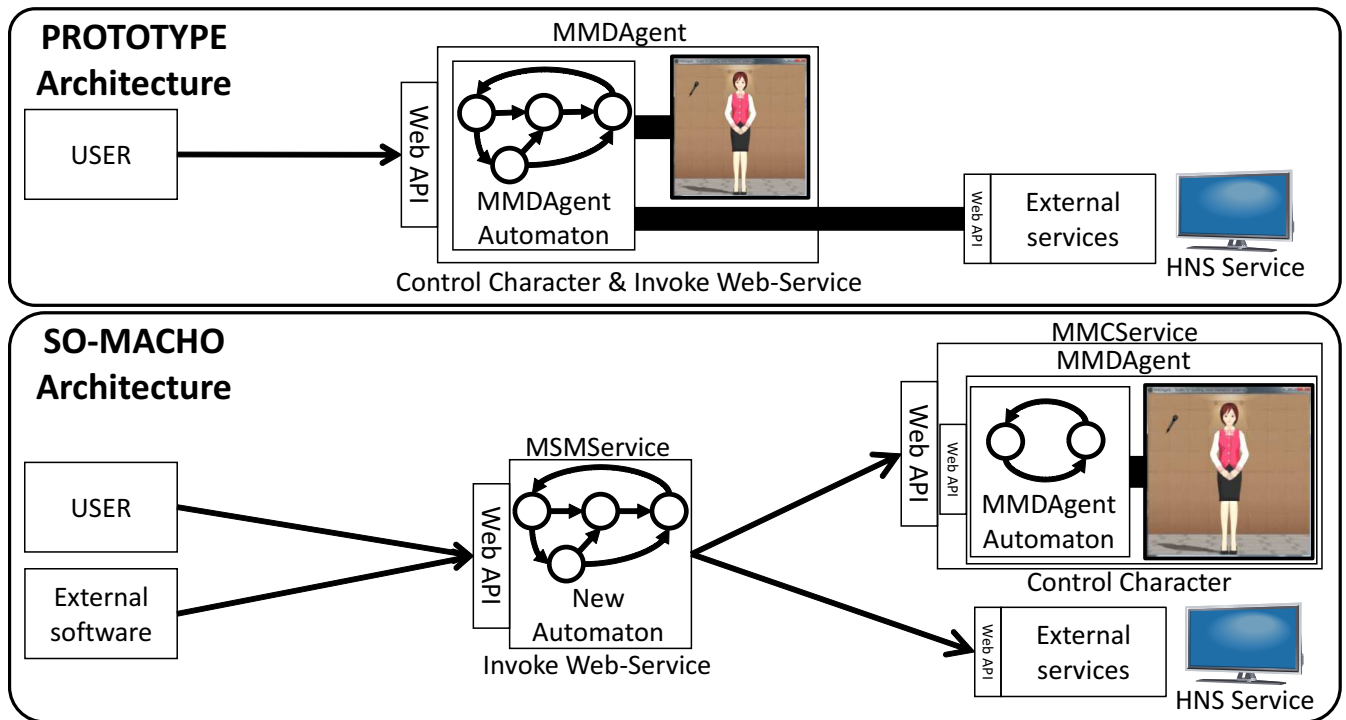 PROTOTYPE
Architecture
USER
MMDAgent
Web API
MMDAgent
Automaton
Control Character & Invoke Web-Service
Web API
External
services
HNS Service
SO-MACHO
Architecture
USER
External
software
MSMService
Web API
New
Automaton
Invoke Web-Service
MMCService
MMDAgent
Web API
Web API
MMDAgent
Automaton
Control Character
Web API
External
services
HNS Service